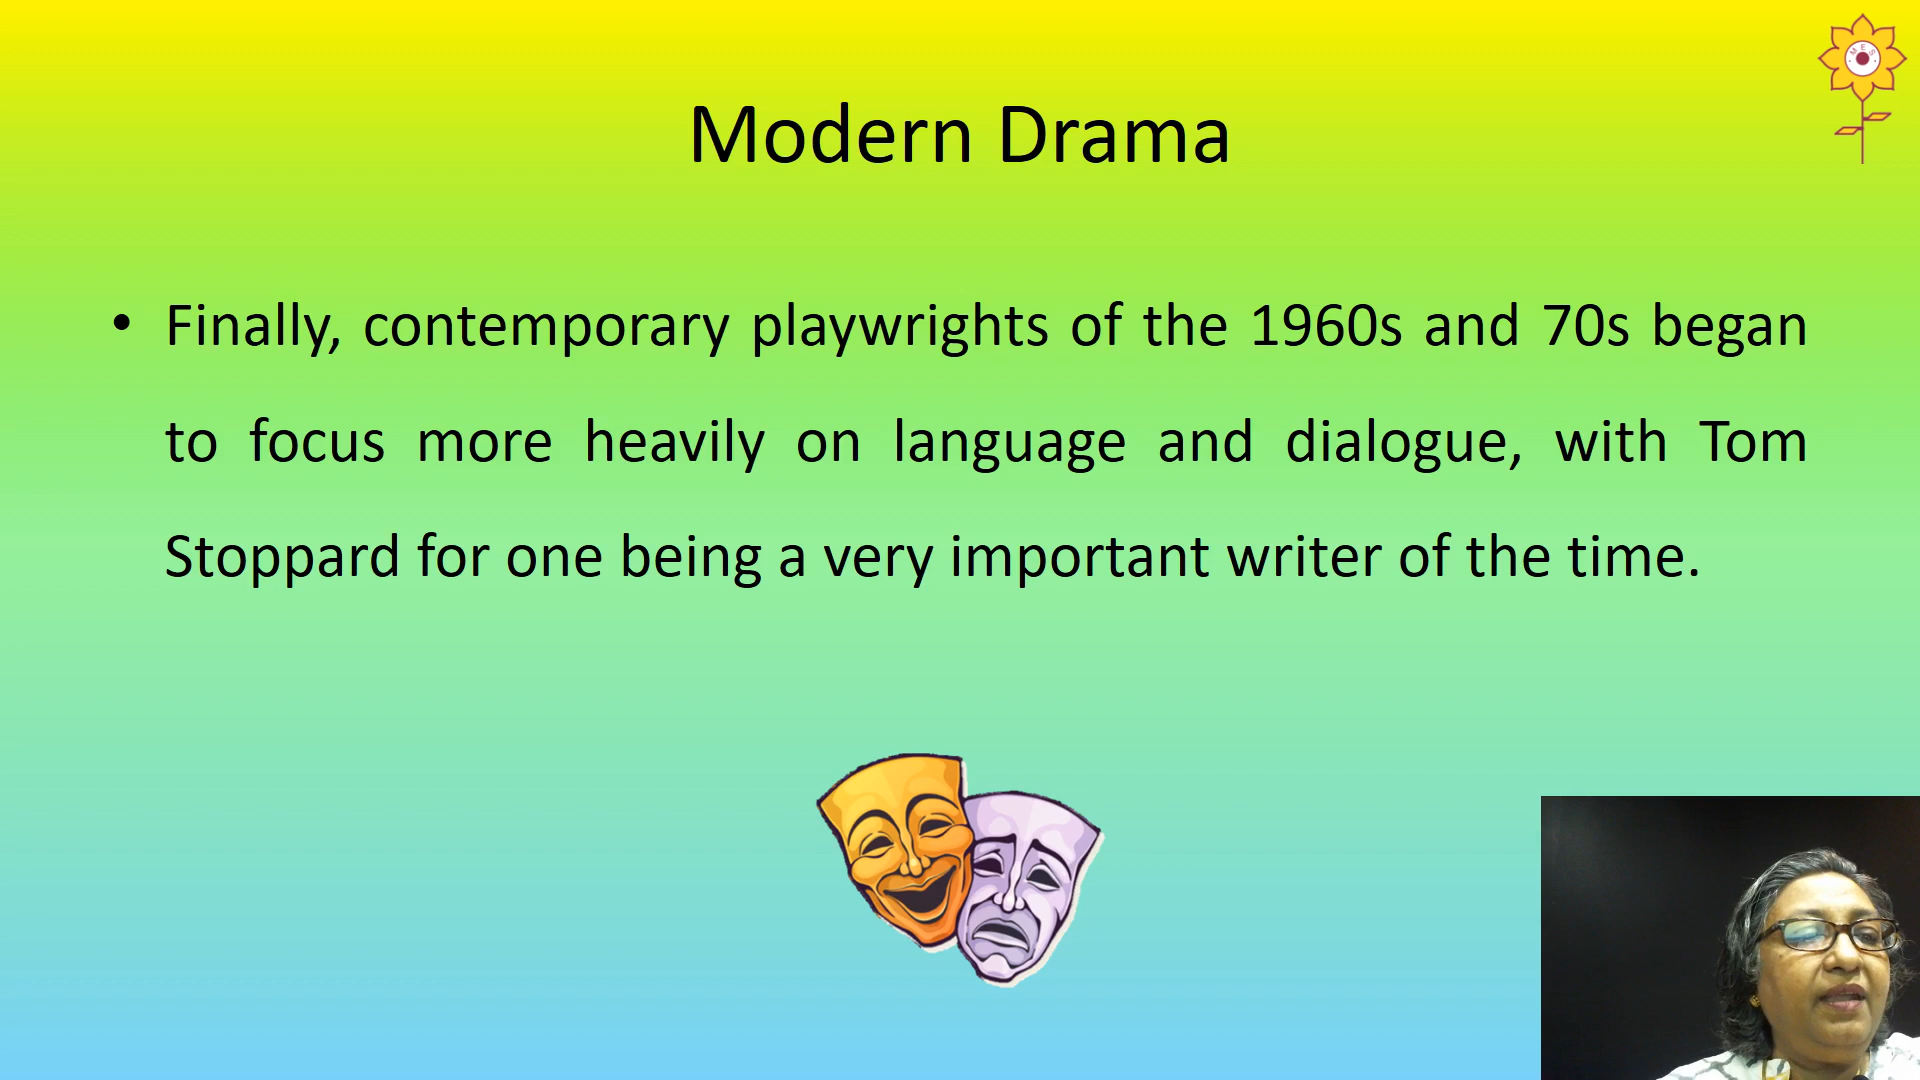 MES
Modern Drama
• Finally, contemporary playwrights of the 1960s and 70s began
to focus more heavily on language and dialogue, with Tom
Stoppard for one being a very important writer of the time.